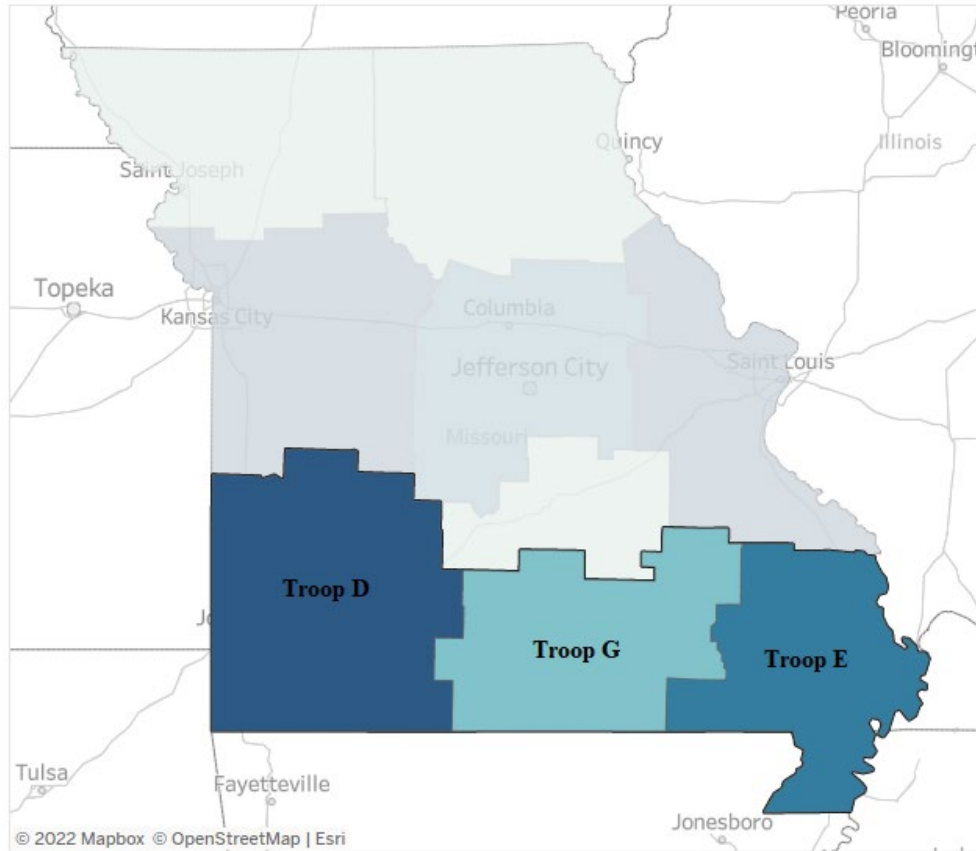 Peoria
Bloomingt
Quincy
Illinois
Saint Joseph
Topeka
Kansas City
Columbia
Jefferson City
Saint Louis
Missouri
Troop D
Jo
Troop G
Troop E
Tulsa
Fayetteville
Jonesboro
© 2022 Mapbox © OpenStreetMap | Esri